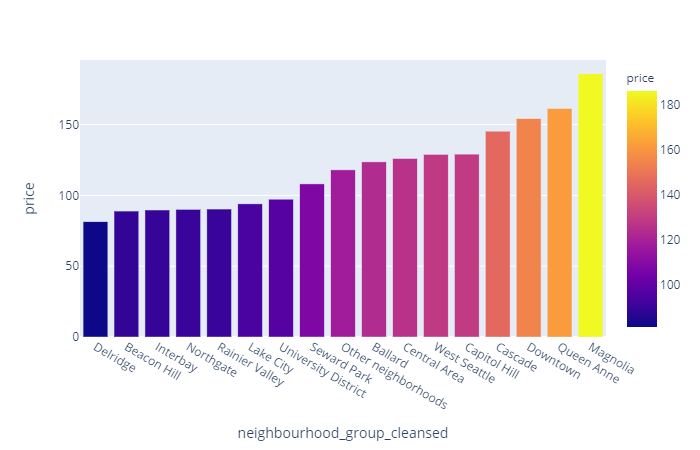 price
180
160
140
120
100
150
100
50
0
price
Delridge
Beacon Hill
Interbay
Northgate
Rainier Valley
Lake City
University District
Seward Park
Other neighborhoods
Ballard
Central Area
West Seattle
Capitol Hill
Cascade
Downtown
Queen Anne
Magnolia
neighbourhood_group_cleansed